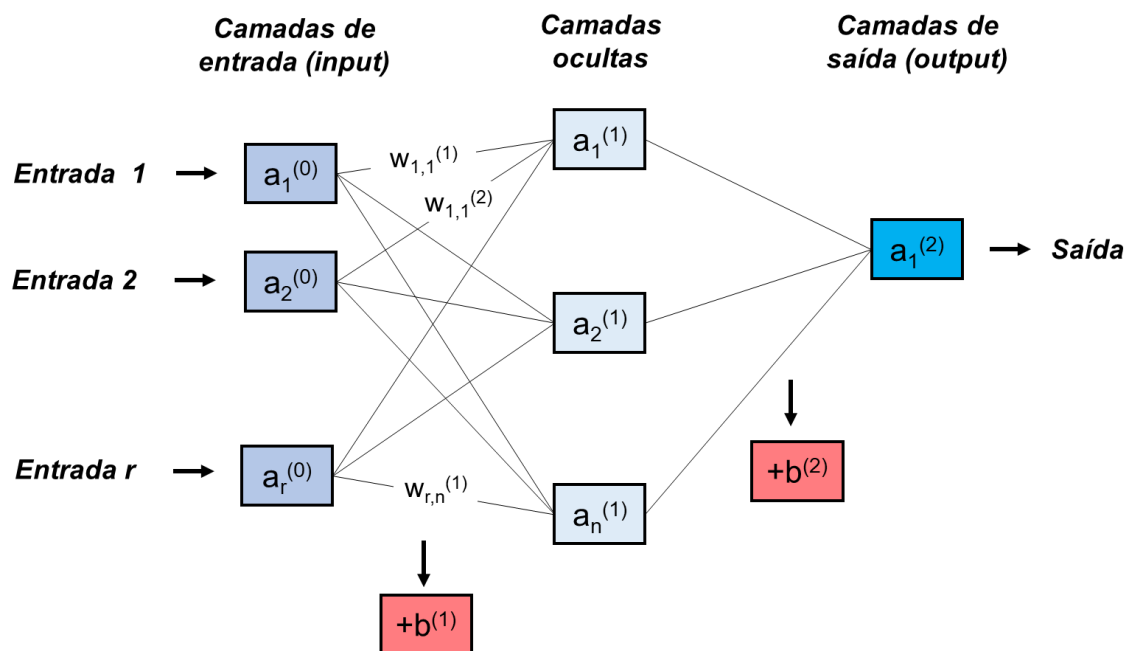 Camadas de
entrada (input)
Camadas
ocultas
Camadas de
saída (output)
Entrada 1
a₁⁽⁰⁾
w₁,₁⁽¹⁾
a₁⁽¹⁾
w₁,₁⁽²⁾
Entrada 2
a₂⁽⁰⁾
a₂⁽¹⁾
a₁⁽²⁾
Saída
Entrada r
aᵣ⁽⁰⁾
wᵣ,ₙ⁽¹⁾
aₙ⁽¹⁾
+b⁽²⁾
+b⁽¹⁾